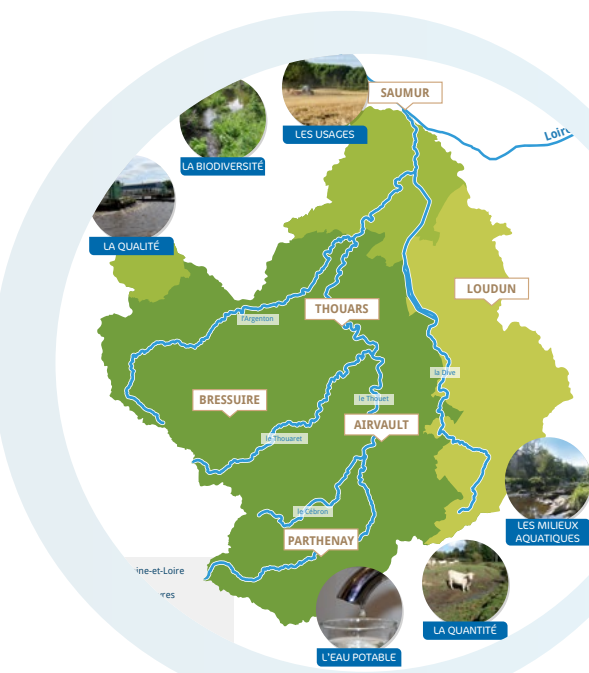 SAUMUR
Loire
LES USAGES
LA BIODIVERSITÉ
LA QUALITÉ
LOUDUN
THOUARS
l'Argenton
la Dive
BRESSUIRE
le Thouet
AIRVAULT
le Thouaret
le Cébron
LES MILIEUX
AQUATIQUES
PARTHENAY
ine-et-Loire
LA QUANTITÉ
L'EAU POTABLE